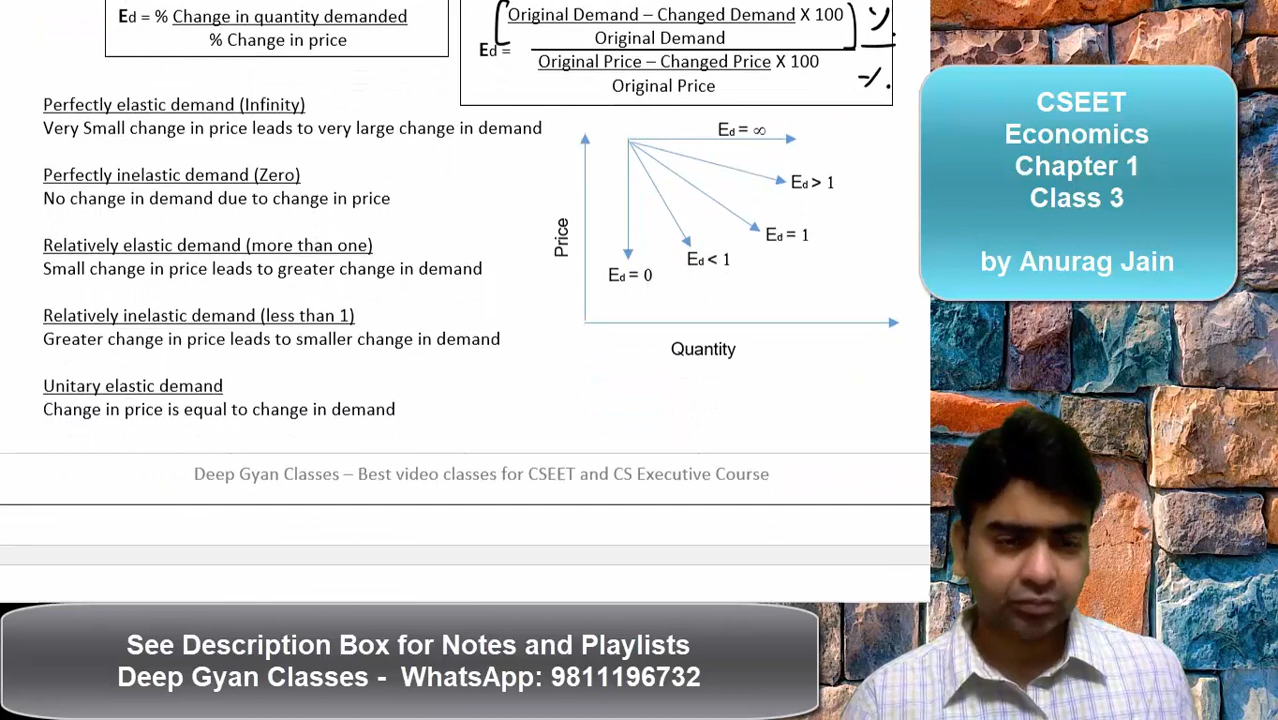 Ed = % Change in quantity demanded
% Change in price
Original Demand – Changed Demand X 100
Original Demand
Ed =
Original Price – Changed Price X 100
Original Price
Perfectly elastic demand (Infinity)
Very Small change in price leads to very large change in demand
Perfectly inelastic demand (Zero)
No change in demand due to change in price
Relatively elastic demand (more than one)
Small change in price leads to greater change in demand
Relatively inelastic demand (less than 1)
Greater change in price leads to smaller change in demand
Unitary elastic demand
Change in price is equal to change in demand
Ed = ∞
Ed > 1
Ed = 1
Ed < 1
Ed = 0
Price
Quantity
Deep Gyan Classes – Best video classes for CSEET and CS Executive Course
CSEET
Economics
Chapter 1
Class 3
by Anurag Jain
See Description Box for Notes and Playlists
Deep Gyan Classes - WhatsApp: 9811196732